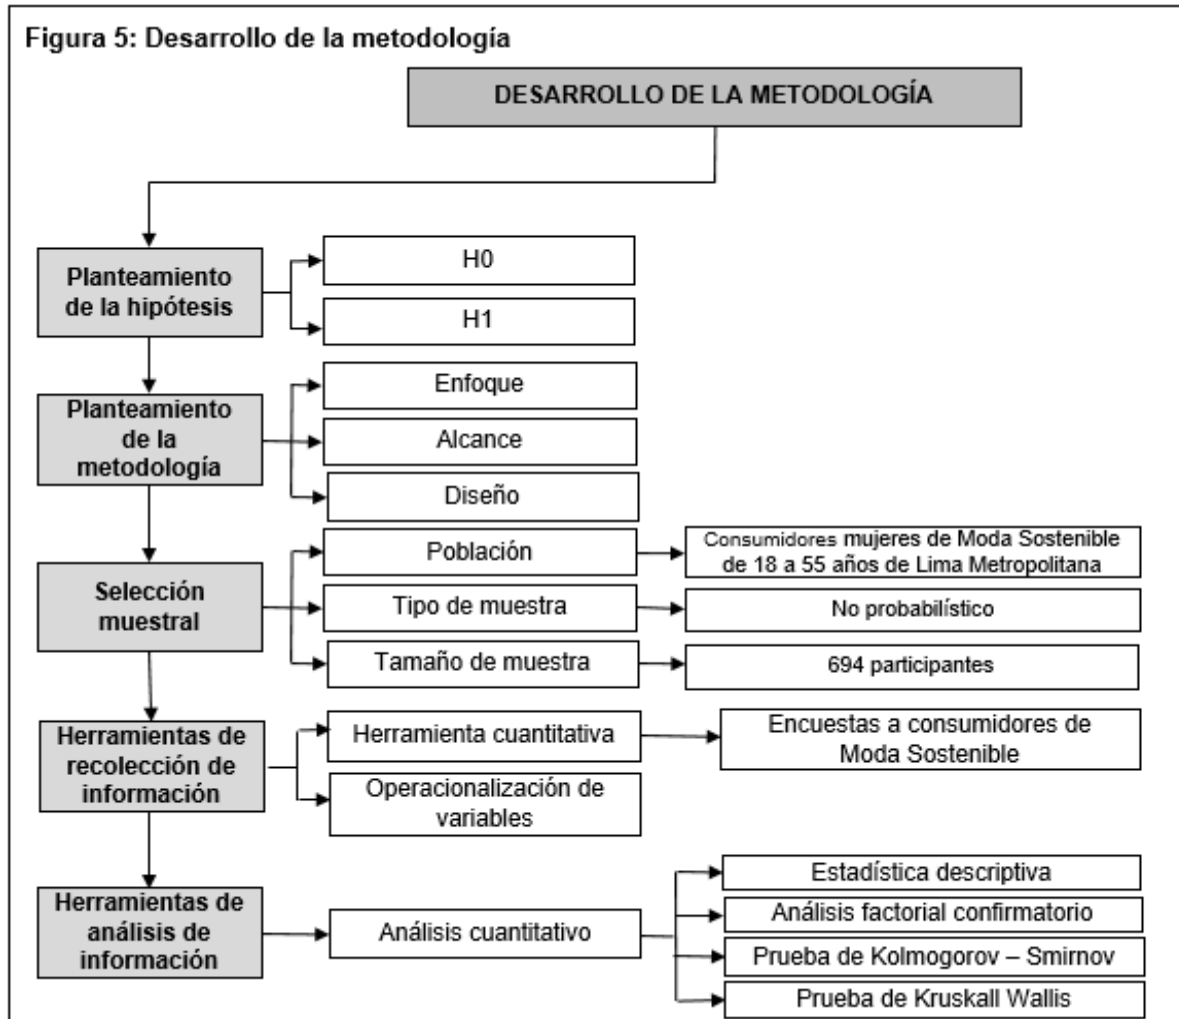 Figura 5: Desarrollo de la metodología
DESARROLLO DE LA METODOLOGÍA
Planteamiento
de la hipótesis
H0
H1
Planteamiento
de la
metodología
Enfoque
Alcance
Diseño
Selección
muestral
Población
Consumidores mujeres de Moda Sostenible
de 18 a 55 años de Lima Metropolitana
Tipo de muestra
No probabilístico
Tamaño de muestra
694 participantes
Herramientas de
recolección de
información
Herramienta cuantitativa
Encuestas a consumidores de
Moda Sostenible
Operacionalización de
variables
Herramientas de
análisis de
información
Análisis cuantitativo
Estadística descriptiva
Análisis factorial confirmatorio
Prueba de Kolmogorov – Smirnov
Prueba de Kruskall Wallis